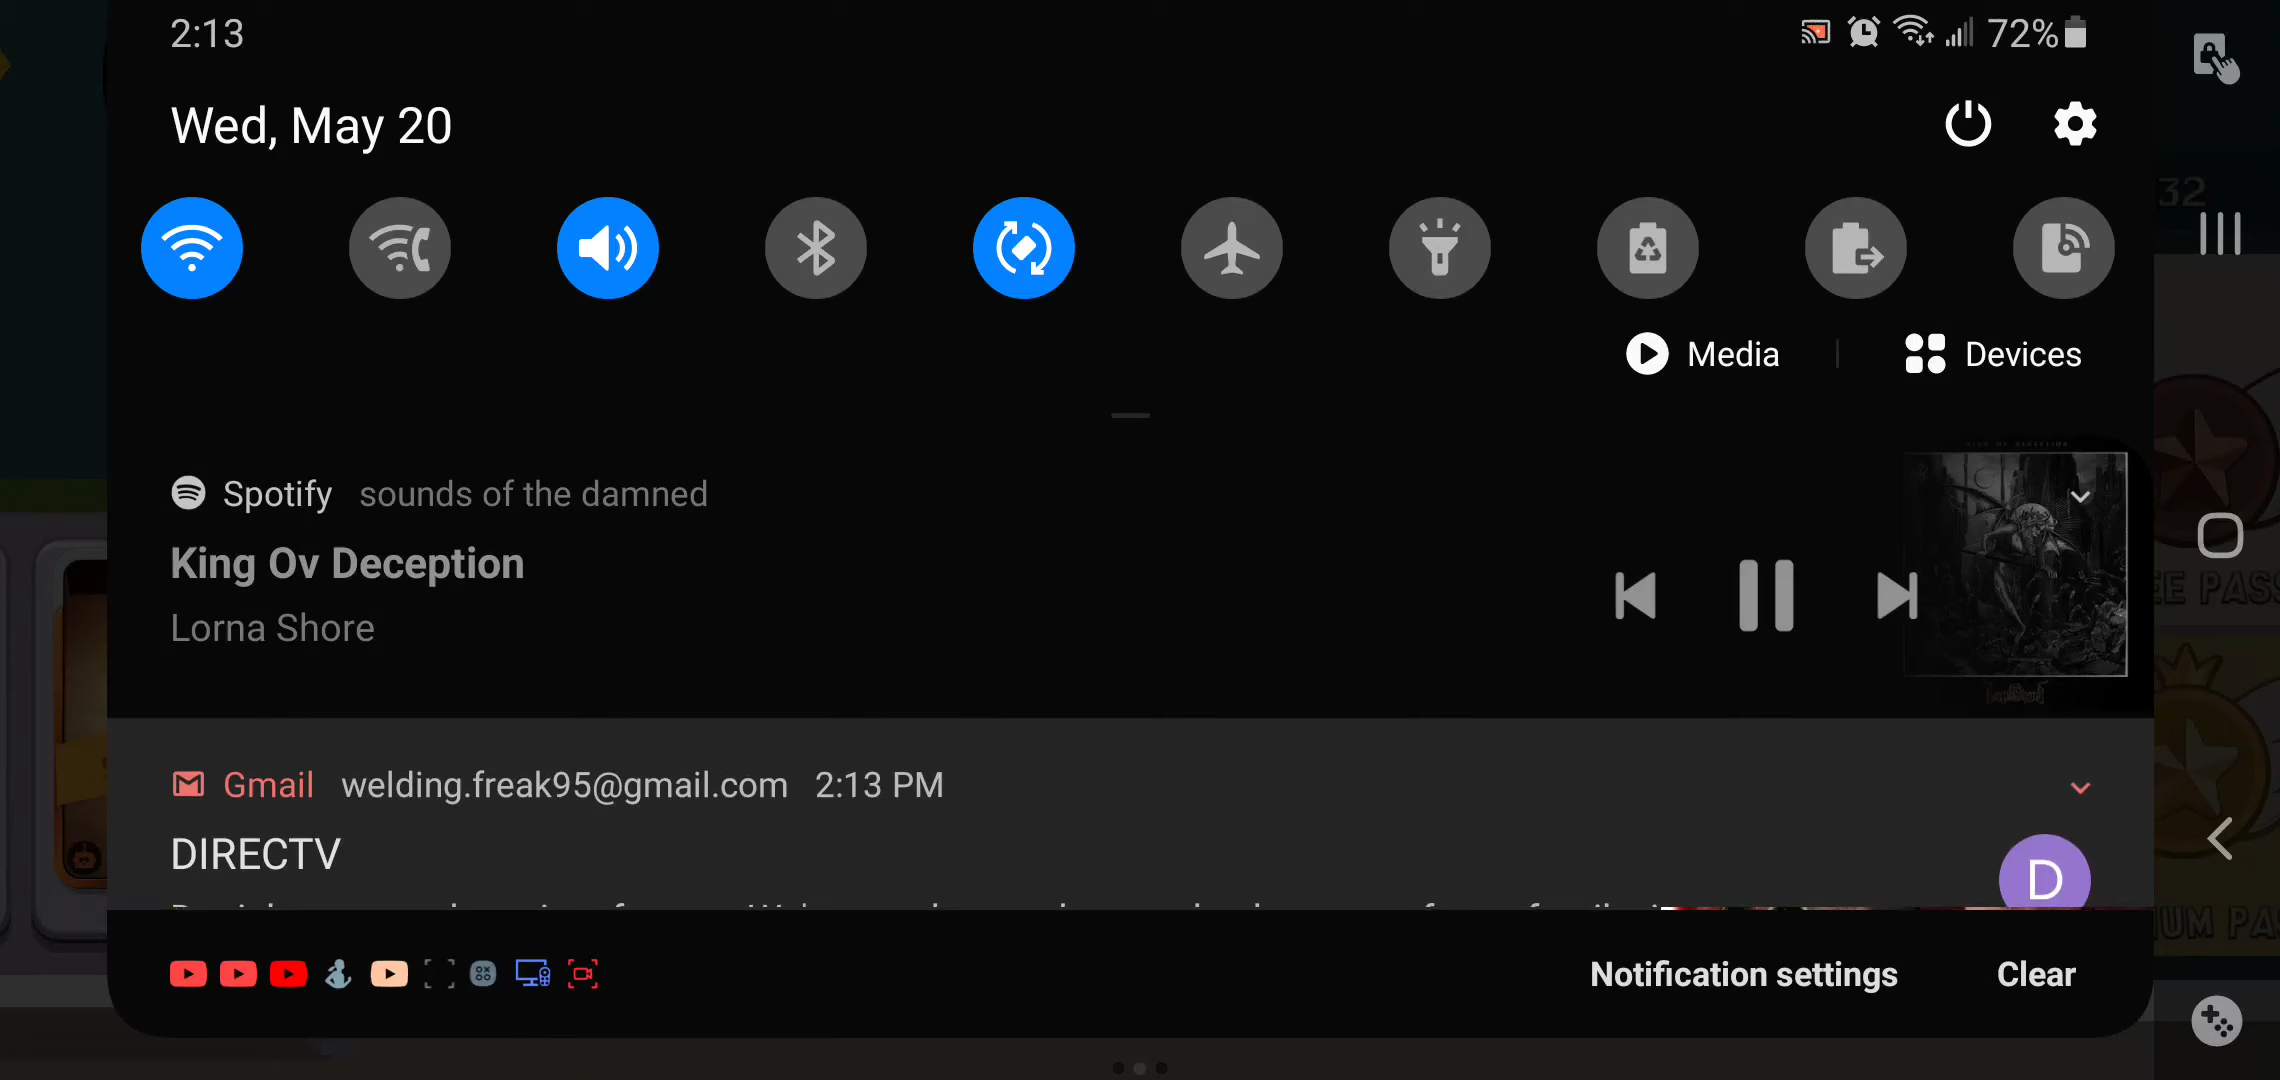 2:13
72%
Wed, May 20
32
Media
Devices
Spotify sounds of the damned
King Ov Deception
Lorna Shore
Gmail welding.freak95@gmail.com 2:13 PM
DIRECTV
D
Notification settings
Clear